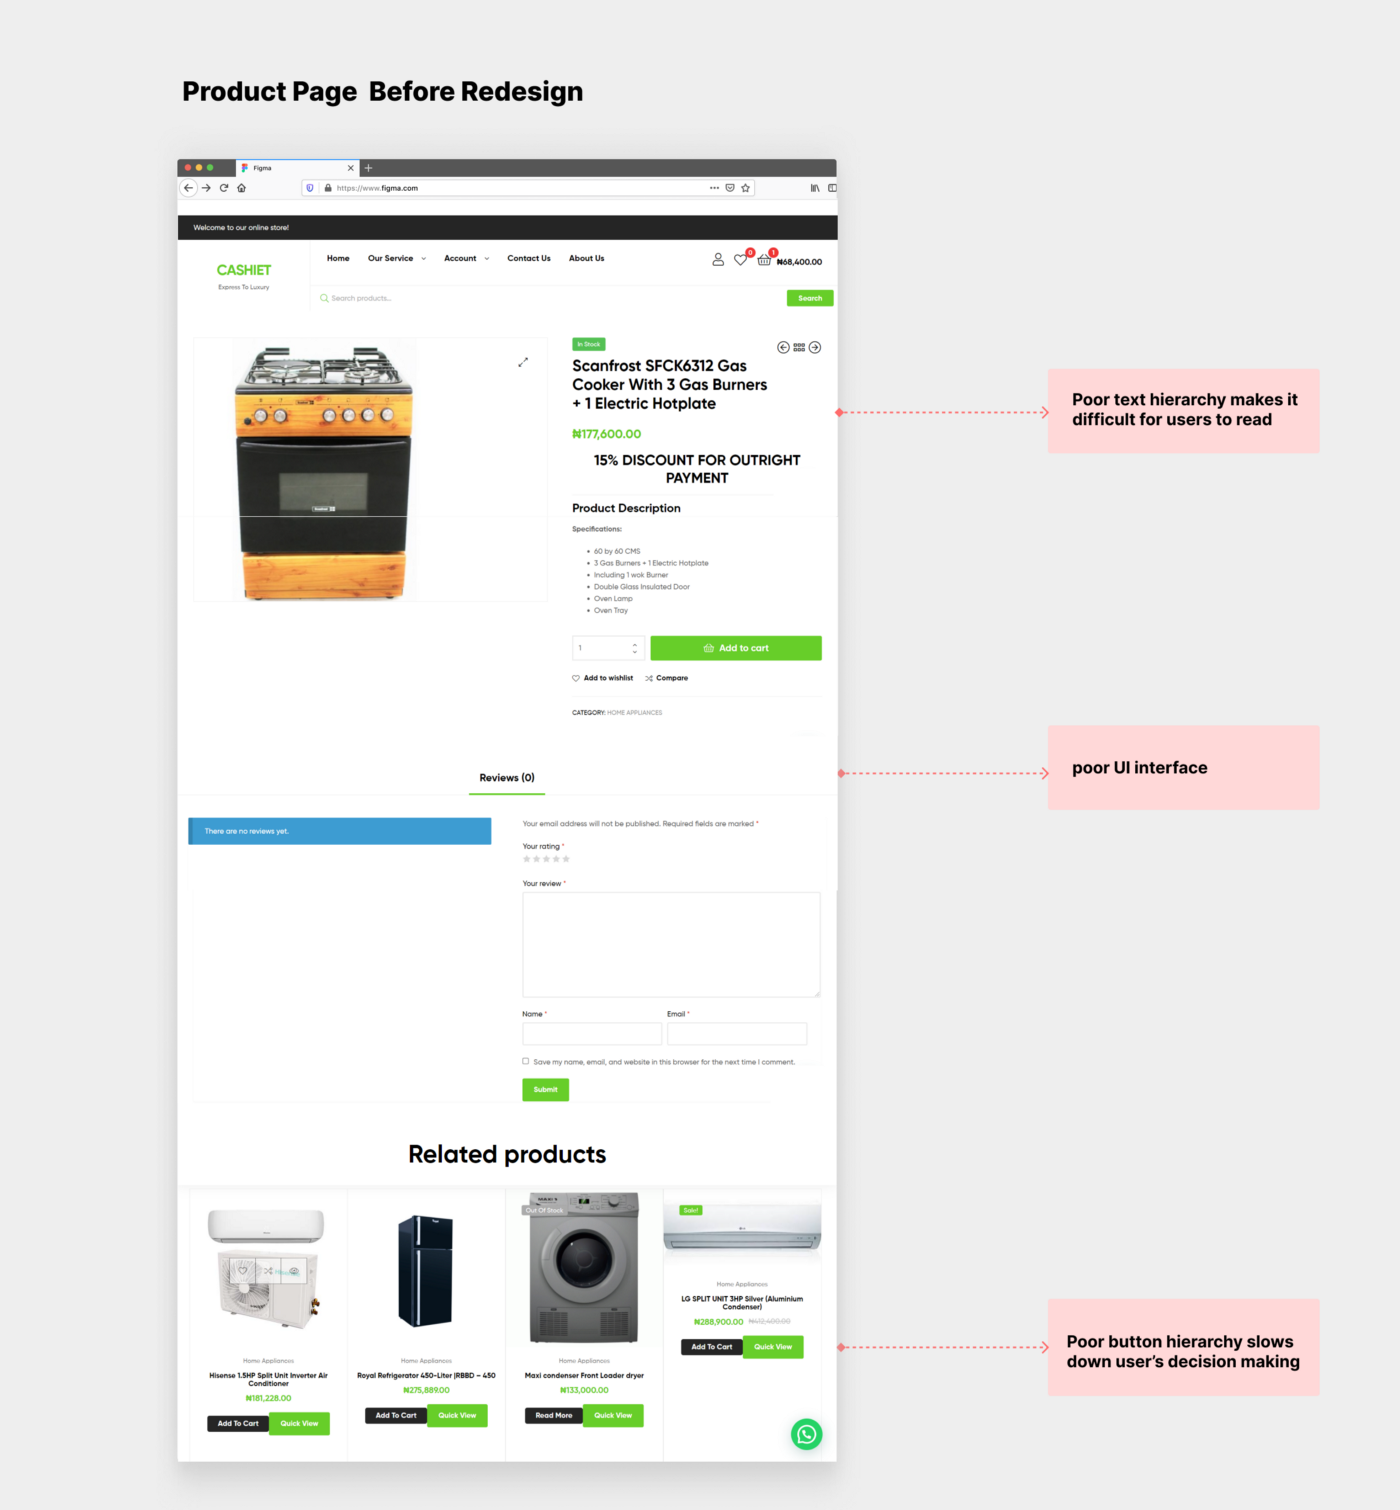 Product Page  Before Redesign
Figma
https://www.figma.com
Welcome to our online store!
CASHIET
Express To Luxury
Home
Our Service
Account
Contact Us
About Us
0
1
₦68,400.00
Search products...
Search
In Stock
Scanfrost SFCK6312 Gas
Cooker With 3 Gas Burners
+ 1 Electric Hotplate
₦177,600.00
15% DISCOUNT FOR OUTRIGHT
PAYMENT
Product Description
Specifications:
• 60 by 60 CMS
• 3 Gas Burners + 1 Electric Hotplate
• Including 1 wok Burner
• Double Glass Insulated Door
• Oven Lamp
• Oven Tray
1
Add to cart
Add to wishlist
Compare
CATEGORY: HOME APPLIANCES
Poor text hierarchy makes it
difficult for users to read
poor UI interface
Reviews (0)
There are no reviews yet.
Your email address will not be published. Required fields are marked *
Your rating *
Your review *
Name *
Email *
Save my name, email, and website in this browser for the next time I comment.
Submit
Related products
Home Appliances
Hisense 1.5HP Split Unit Inverter Air
Conditioner
₦181,228.00
Add To Cart
Quick View
Home Appliances
Royal Refrigerator 450-Liter |RBBD – 450
₦275,889.00
Add To Cart
Quick View
Out Of Stock
Home Appliances
Maxi condenser Front Loader dryer
₦133,000.00
Read More
Quick View
Sale!
LG
Home Appliances
LG SPLIT UNIT 3HP Silver (Aluminium
Condenser)
₦288,900.00 ₦412,400.00
Add To Cart
Quick View
Poor button hierarchy slows
down user's decision making